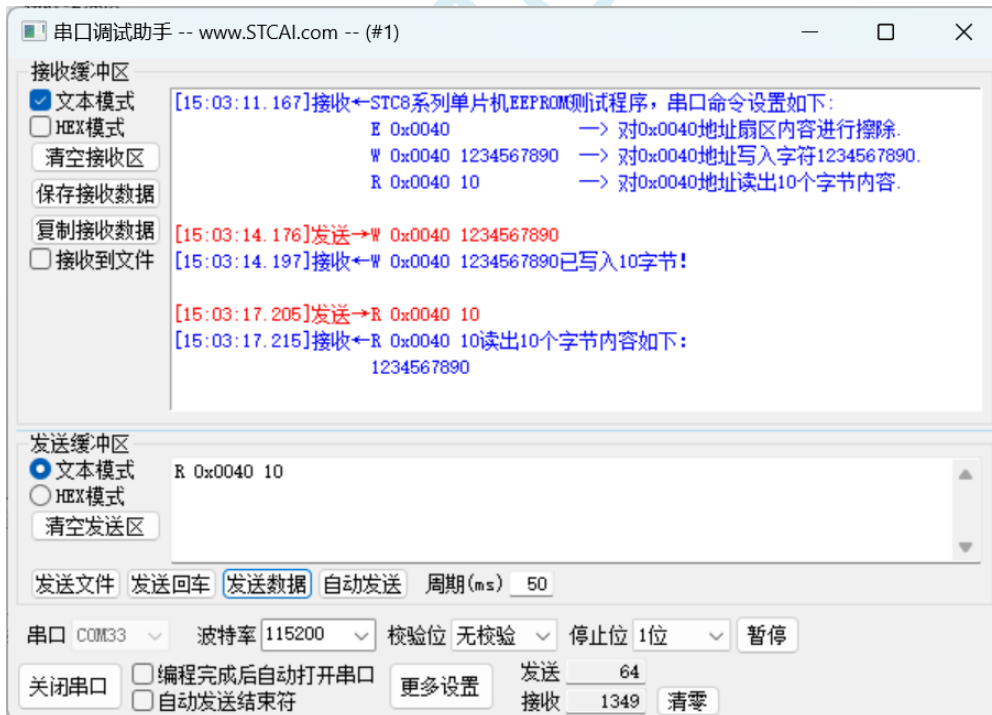 串口调试助手 -- www.STCAI.com -- (#1)
接收缓冲区
文本模式
HEX模式
清空接收区
保存接收数据
复制接收数据
接收到文件
[15:03:11.167]接收←STC8系列单片机EEPROM测试程序，串口命令设置如下:
E 0x0040 —> 对0x0040地址扇区内容进行擦除.
W 0x0040 1234567890 —> 对0x0040地址写入字符1234567890.
R 0x0040 10 —> 对0x0040地址读出10个字节内容.
[15:03:14.176]发送→W 0x0040 1234567890
[15:03:14.197]接收←W 0x0040 1234567890已写入10字节!
[15:03:17.205]发送→R 0x0040 10
[15:03:17.215]接收←R 0x0040 10读出10个字节内容如下:
1234567890
发送缓冲区
文本模式
HEX模式
清空发送区
R 0x0040 10
发送文件 发送回车 发送数据 自动发送 周期(ms) 50
串口 COM33 波特率 115200 校验位 无校验 停止位 1位 暂停
关闭串口
编程完成后自动打开串口
自动发送结束符
更多设置
发送 64
接收 1349 清零